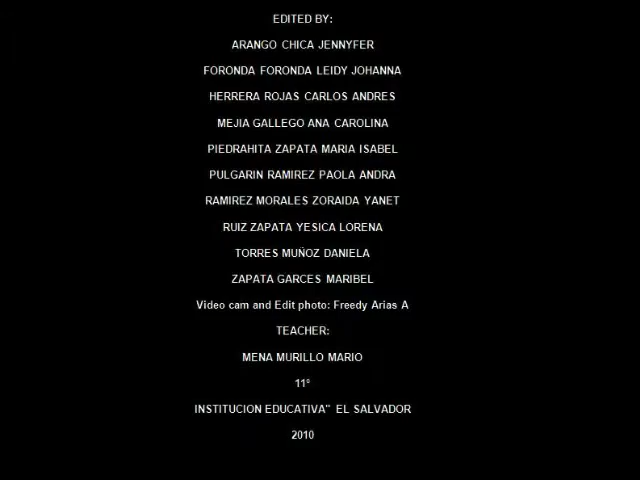 EDITED BY:
ARANGO CHICA JENNYFER
FORONDA FORONDA LEIDY JOHANNA
HERRERA ROJAS CARLOS ANDRES
MEJIA GALLEGO ANA CAROLINA
PIEDRAHITA ZAPATA MARIA ISABEL
PULGARIN RAMIREZ PAOLA ANDRA
RAMIREZ MORALES ZORAIDA YANET
RUIZ ZAPATA YESICA LORENA
TORRES MUÑOZ DANIELA
ZAPATA GARCES MARIBEL
Video cam and Edit photo: Freedy Arias A
TEACHER:
MENA MURILLO MARIO
11º
INSTITUCION EDUCATIVA" EL SALVADOR
2010